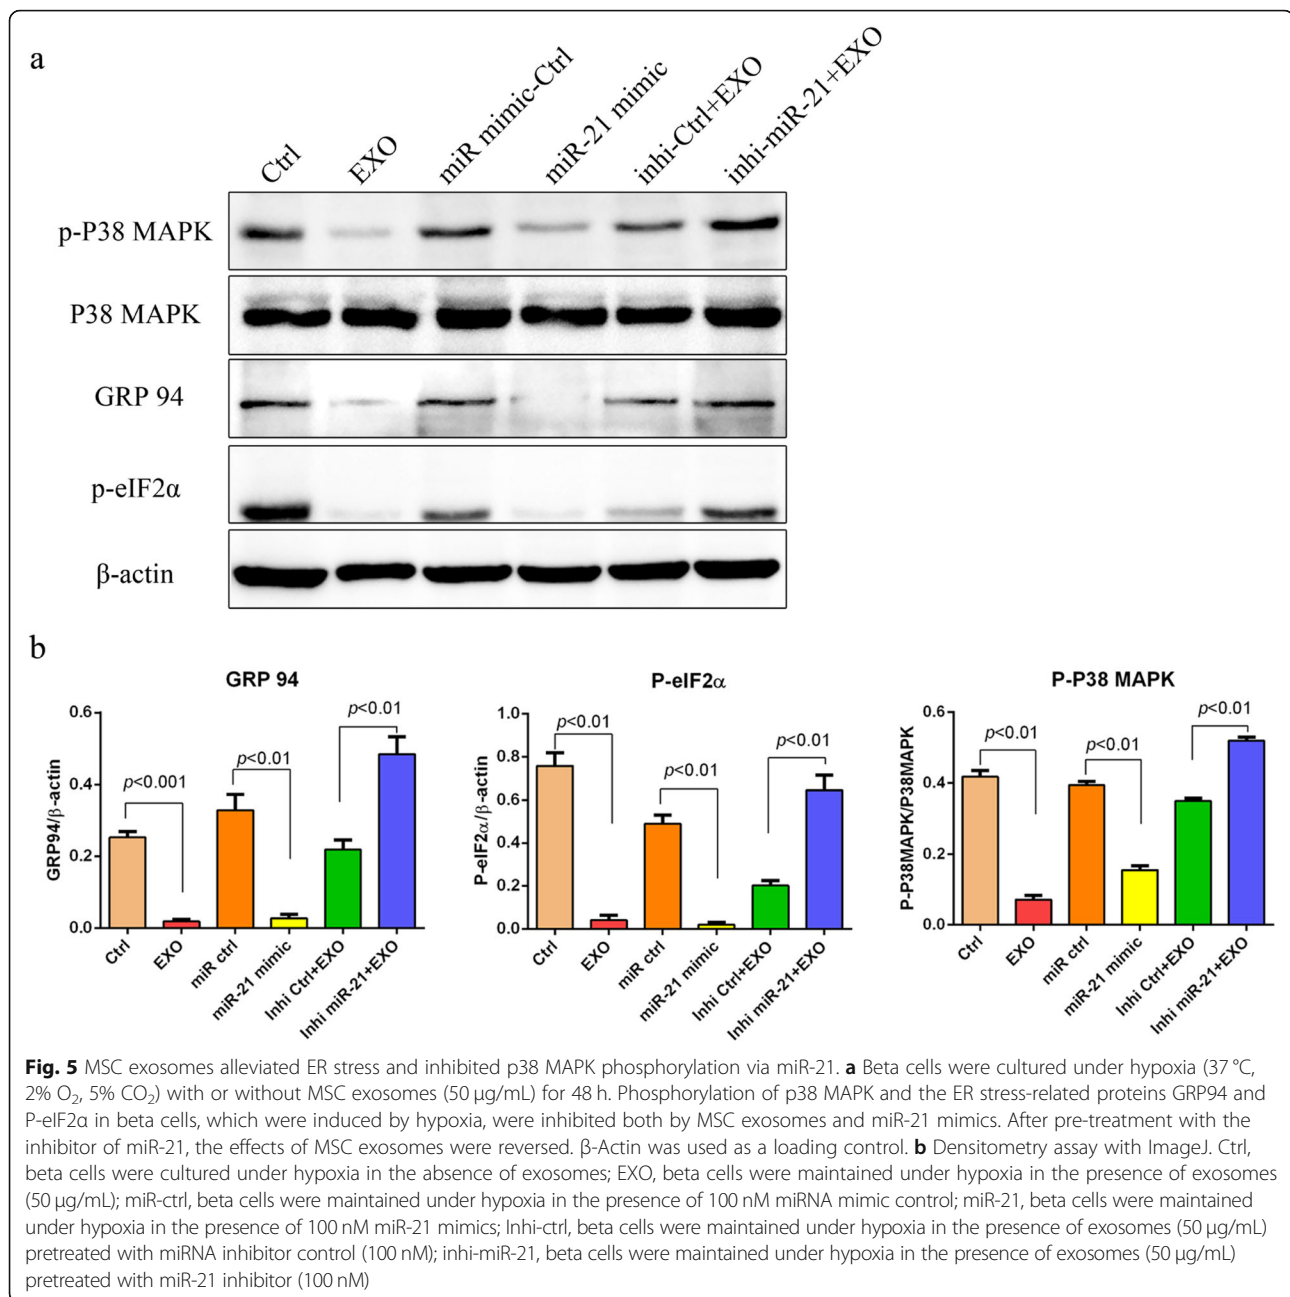 a
Ctrl
EXO
miR mimic-Ctrl
miR-21 mimic
inhi-Ctrl+EXO
inhi-miR-21+EXO
p-P38 MAPK
P38 MAPK
GRP 94
p-eIF2α
β-actin
b
GRP 94
GRP94/β-actin
0.6
0.4
0.2
0.0
p<0.001
p<0.01
p<0.01
Ctrl
EXO
miR ctrl
miR-21 mimic
Inhi Ctrl+EXO
Inhi miR-21+EXO
P-eIF2α
P-eIF2α/β-actin
1.0
0.8
0.6
0.4
0.2
0.0
p<0.01
p<0.01
p<0.01
Ctrl
EXO
miR ctrl
miR-21 mimic
Inhi Ctrl+EXO
Inhi miR-21+EXO
P-P38 MAPK
P-P38MAPK/P38MAPK
0.6
0.4
0.2
0.0
p<0.01
p<0.01
p<0.01
Ctrl
EXO
miR ctrl
miR-21 mimic
Inhi Ctrl+EXO
Inhi miR-21+EXO
Fig. 5 MSC exosomes alleviated ER stress and inhibited p38 MAPK phosphorylation via miR-21. a Beta cells were cultured under hypoxia (37 °C,
2% O₂, 5% CO₂) with or without MSC exosomes (50 μg/mL) for 48 h. Phosphorylation of p38 MAPK and the ER stress-related proteins GRP94 and
P-eIF2α in beta cells, which were induced by hypoxia, were inhibited both by MSC exosomes and miR-21 mimics. After pre-treatment with the
inhibitor of miR-21, the effects of MSC exosomes were reversed. β-Actin was used as a loading control. b Densitometry assay with ImageJ. Ctrl,
beta cells were cultured under hypoxia in the absence of exosomes; EXO, beta cells were maintained under hypoxia in the presence of exosomes
(50 μg/mL); miR-ctrl, beta cells were maintained under hypoxia in the presence of 100 nM miRNA mimic control; miR-21, beta cells were maintained
under hypoxia in the presence of 100 nM miR-21 mimics; Inhi-ctrl, beta cells were maintained under hypoxia in the presence of exosomes (50 μg/mL)
pretreated with miRNA inhibitor control (100 nM); inhi-miR-21, beta cells were maintained under hypoxia in the presence of exosomes (50 μg/mL)
pretreated with miR-21 inhibitor (100 nM)